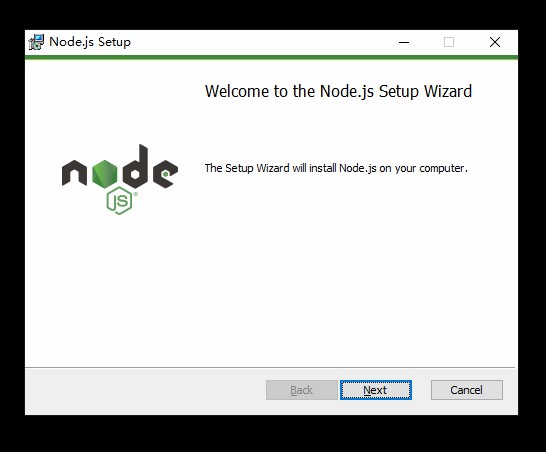 Node.js Setup
Welcome to the Node.js Setup Wizard
The Setup Wizard will install Node.js on your computer.
node
JS
Back
Next
Cancel